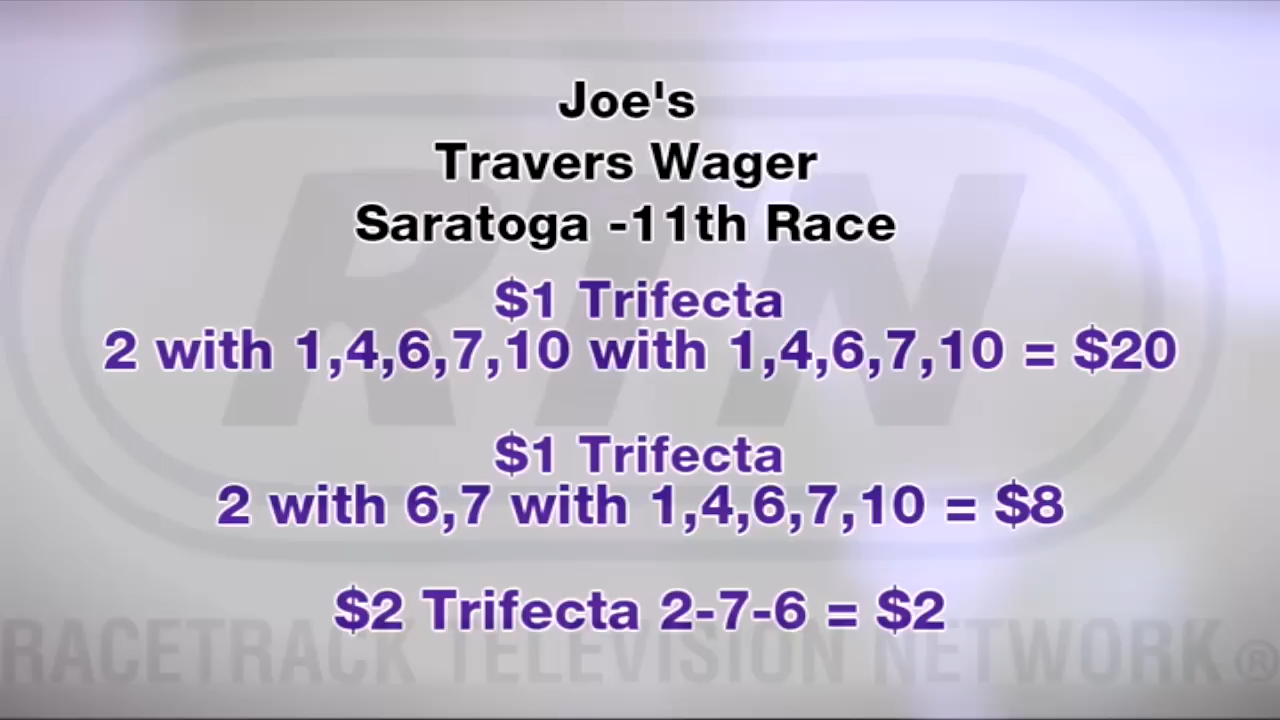 Joe's
Travers Wager
Saratoga -11th Race
$1 Trifecta
2 with 1,4,6,7,10 with 1,4,6,7,10 = $20
$1 Trifecta
2 with 6,7 with 1,4,6,7,10 = $8
$2 Trifecta 2-7-6 = $2
RTN
RACETRACK TELEVISION NETWORK®